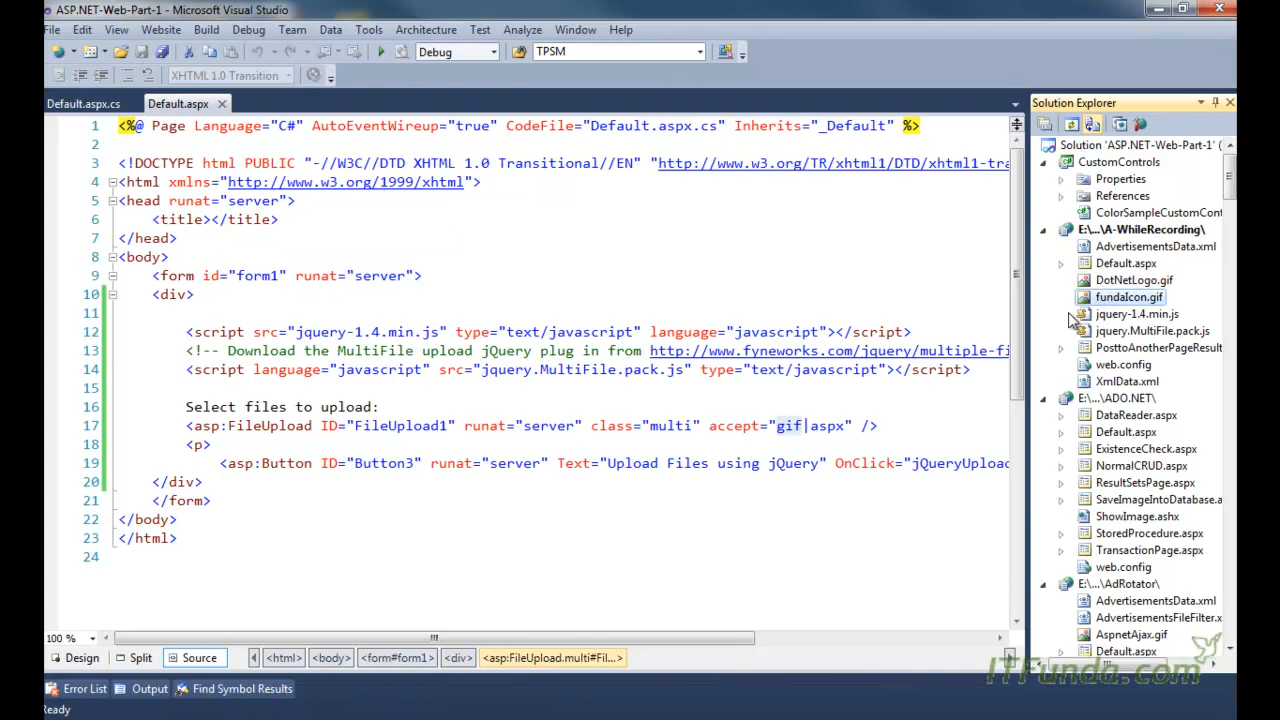 ASP.NET-Web-Part-1 - Microsoft Visual Studio
File Edit View Website Build Debug Team Data Tools Architecture Test Analyze Window Help
Debug TPSM
XHTML 1.0 Transition
Default.aspx.cs Default.aspx
1 <%@ Page Language="C#" AutoEventWireup="true" CodeFile="Default.aspx.cs" Inherits="_Default" %>
2
3 <!DOCTYPE html PUBLIC "-//W3C//DTD XHTML 1.0 Transitional//EN" "http://www.w3.org/TR/xhtml1/DTD/xhtml1-tra
4 <html xmlns="http://www.w3.org/1999/xhtml">
5 <head runat="server">
6 <title></title>
7 </head>
8 <body>
9 <form id="form1" runat="server">
10 <div>
11
12 <script src="jquery-1.4.min.js" type="text/javascript" language="javascript"></script>
13 <!-- Download the MultiFile upload jQuery plug in from http://www.fyneworks.com/jquery/multiple-fi
14 <script language="javascript" src="jquery.MultiFile.pack.js" type="text/javascript"></script>
15
16 Select files to upload:
17 <asp:FileUpload ID="FileUpload1" runat="server" class="multi" accept="gif|aspx" />
18 <p>
19 <asp:Button ID="Button3" runat="server" Text="Upload Files using jQuery" OnClick="jQueryUpload
20 </div>
21 </form>
22 </body>
23 </html>
24
100 %
Design Split Source <html> <body> <form#form1> <div> <asp:FileUpload.multi#Fil...>
Error List Output Find Symbol Results
Ready
Solution Explorer
Solution 'ASP.NET-Web-Part-1' (
CustomControls
Properties
References
ColorSampleCustomCont
E:\...\A-WhileRecording\
AdvertisementsData.xml
Default.aspx
DotNetLogo.gif
fundaIcon.gif
jquery-1.4.min.js
jquery.MultiFile.pack.js
PosttoAnotherPageResult
web.config
XmlData.xml
E:\...\ADO.NET\
DataReader.aspx
Default.aspx
ExistenceCheck.aspx
NormalCRUD.aspx
ResultSetsPage.aspx
SaveImageIntoDatabase.a
ShowImage.ashx
StoredProcedure.aspx
TransactionPage.aspx
web.config
E:\...\AdRotator\
AdvertisementsData.xml
AdvertisementsFileFilter.x
AspnetAjax.gif
Default.aspx
ITFunda.com